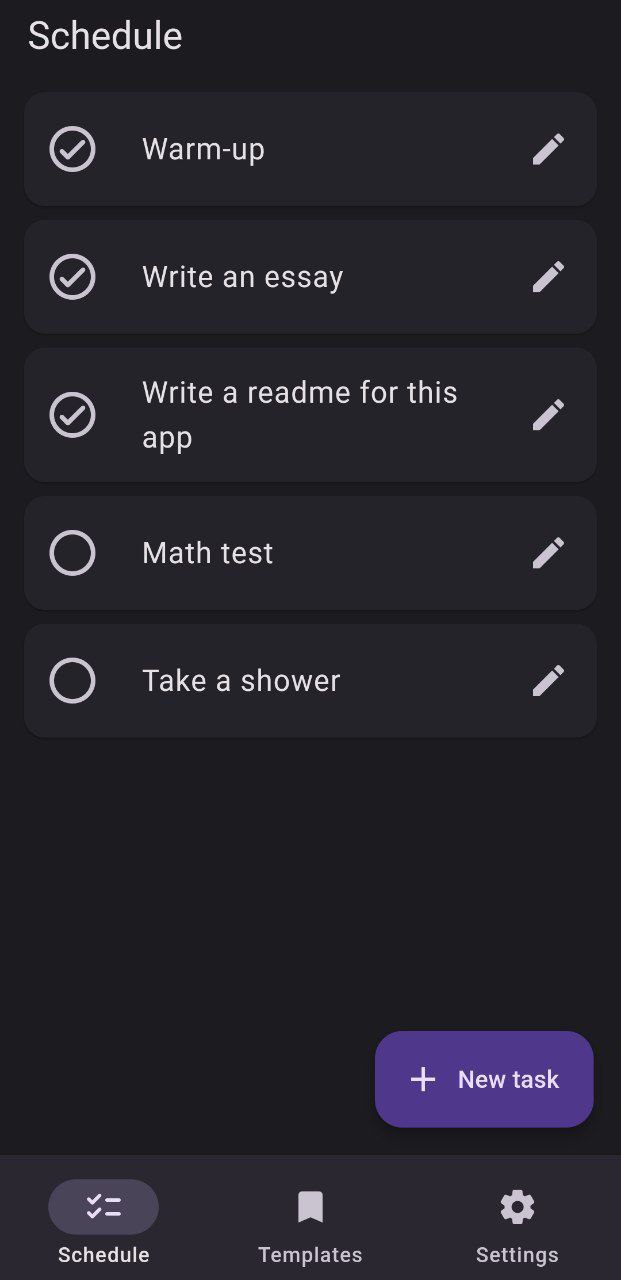 Schedule
Warm-up
Write an essay
Write a readme for this
app
Math test
Take a shower
New task
Schedule
Templates
Settings